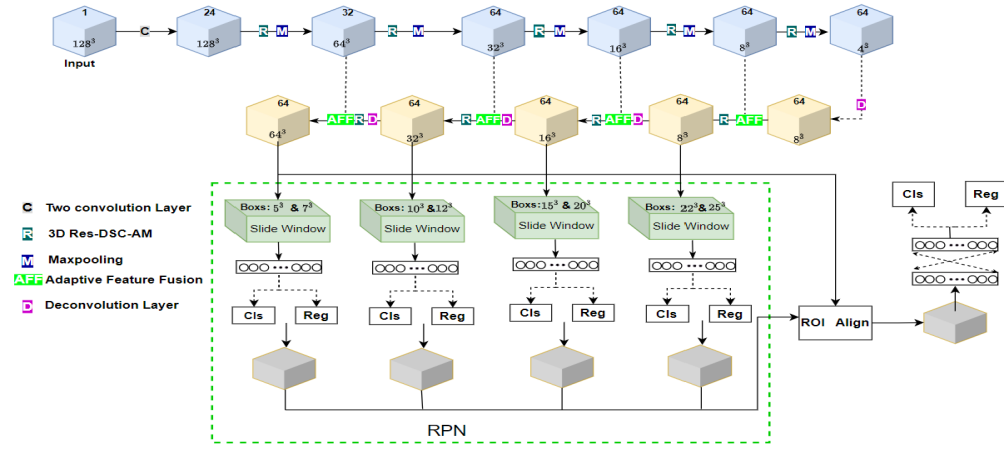 1 24 32 64 64 64 64
128³ C 128³ R M 64³ R M 32³ R M 16³ R M 8³ R M 4³
Input
64 64 64 64 64 D
64³ AFF R D 32³ R AFF D 16³ R AFF D 8³ R AFF 8³
Boxs: 5³ & 7³ Boxs: 10³ &12³ Boxs:15³ & 20³ Boxs: 22³ & 25³
Slide Window Slide Window Slide Window Slide Window
Cls Reg Cls Reg Cls Reg Cls Reg
RPN
C Two convolution Layer
R 3D Res-DSC-AM
M Maxpooling
AFF Adaptive Feature Fusion
D Deconvolution Layer
ROI Align
Cls Reg